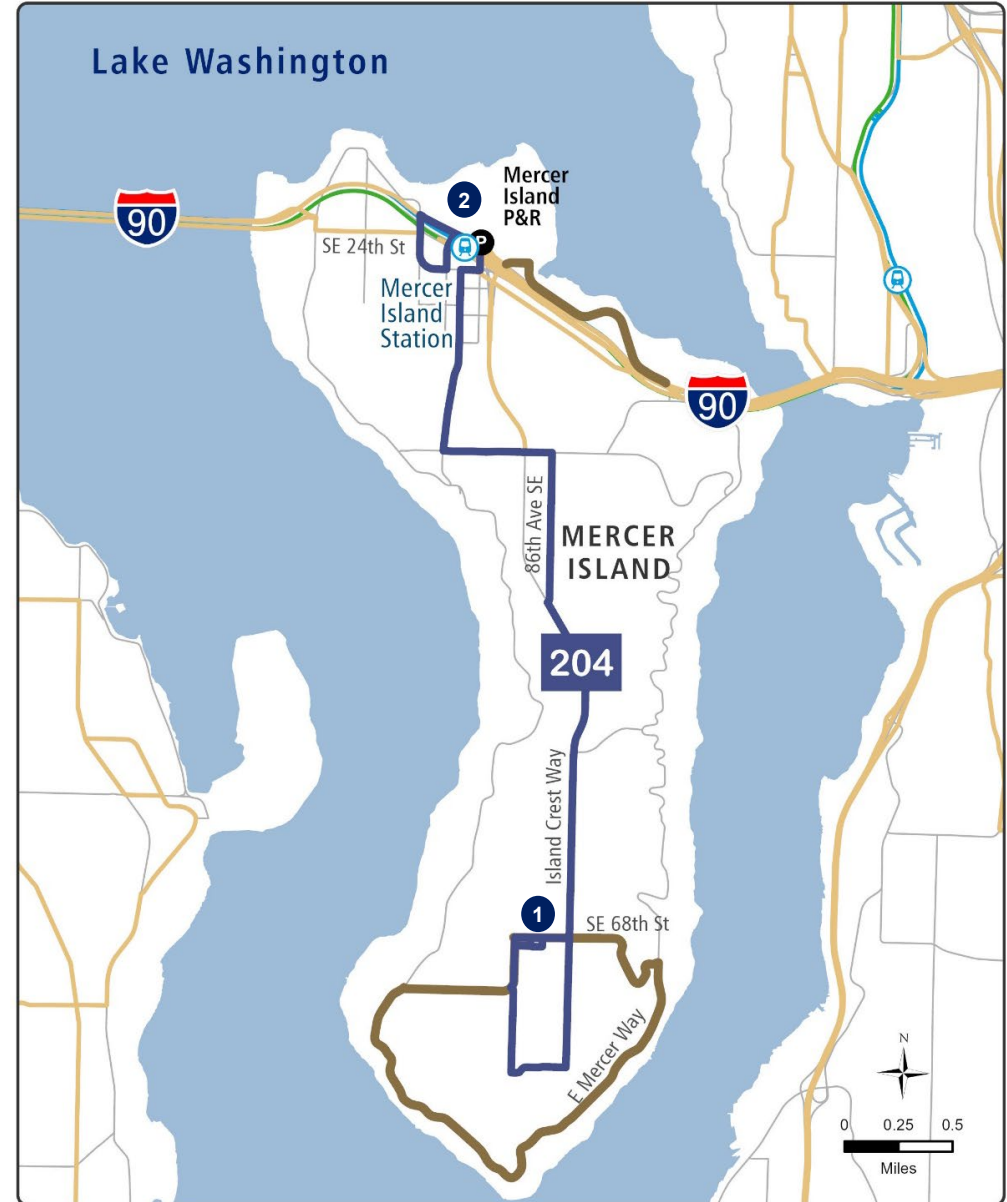 Lake Washington
90
2
Mercer
Island
P&R
P
SE 24th St
Mercer
Island
Station
90
86th Ave SE
MERCER
ISLAND
204
Island Crest Way
1
SE 68th St
E Mercer Way
N
0 0.25 0.5
Miles